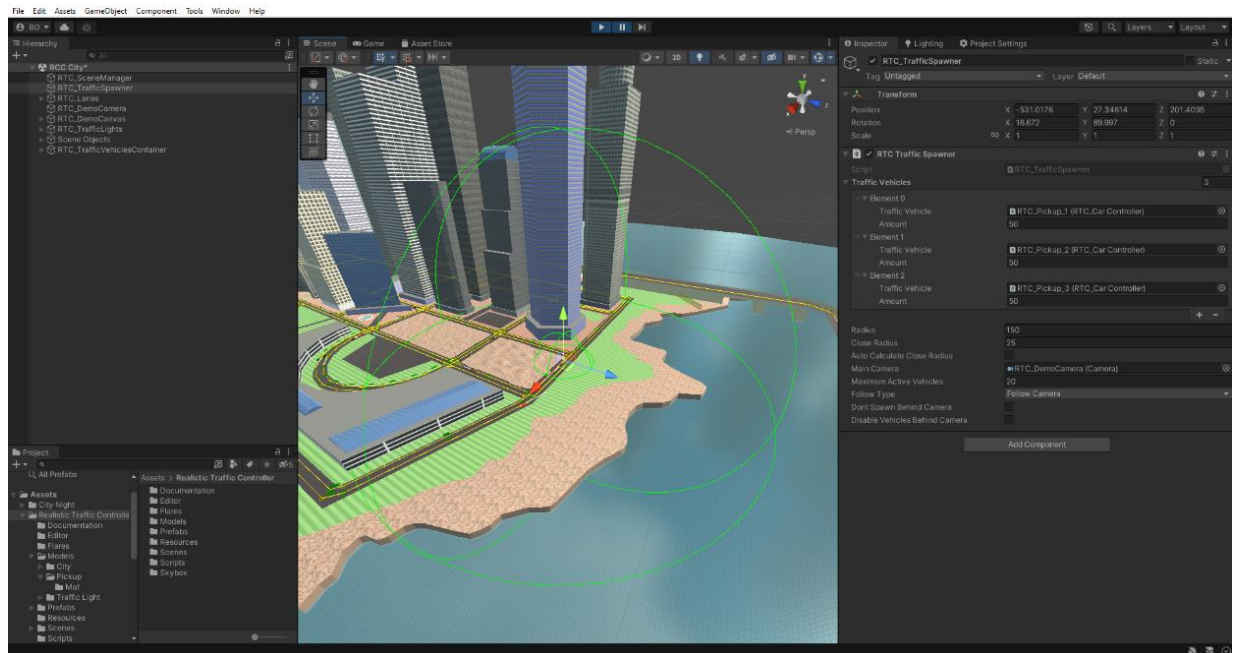 File Edit Assets GameObject Component Tools Window Help
BO
Layers Layout
Hierarchy
All
RCC City*
RTC_SceneManager
RTC_TrafficSpawner
RTC_Lanes
RTC_DemoCamera
RTC_DemoCanvas
RTC_TrafficLights
Scene Objects
RTC_TrafficVehiclesContainer
Scene Game Asset Store
2D
y
z
Persp
Inspector Lighting Project Settings
RTC_TrafficSpawner Static
Tag Untagged Layer Default
Transform
Position X -531.0176 Y 27.34614 Z 201.4095
Rotation X 16.672 Y 89.997 Z 0
Scale X 1 Y 1 Z 1
RTC Traffic Spawner
Script RTC_TrafficSpawner
Traffic Vehicles 3
Element 0
Traffic Vehicle RTC_Pickup_1 (RTC_Car Controller)
Amount 50
Element 1
Traffic Vehicle RTC_Pickup_2 (RTC_Car Controller)
Amount 50
Element 2
Traffic Vehicle RTC_Pickup_3 (RTC_Car Controller)
Amount 50
+ -
Radius 150
Close Radius 25
Auto Calculate Close Radius
Main Camera RTC_DemoCamera (Camera)
Maximum Active Vehicles 20
Follow Type Follow Camera
Dont Spawn Behind Camera
Disable Vehicles Behind Camera
Add Component
Project
5
All Prefabs
Assets
City Night
Realistic Traffic Controlle
Documentation
Editor
Flares
Models
City
Pickup
Mat
Traffic Light
Prefabs
Resources
Scenes
Scripts
Assets > Realistic Traffic Controller
Documentation
Editor
Flares
Models
Prefabs
Resources
Scenes
Scripts
Skybox